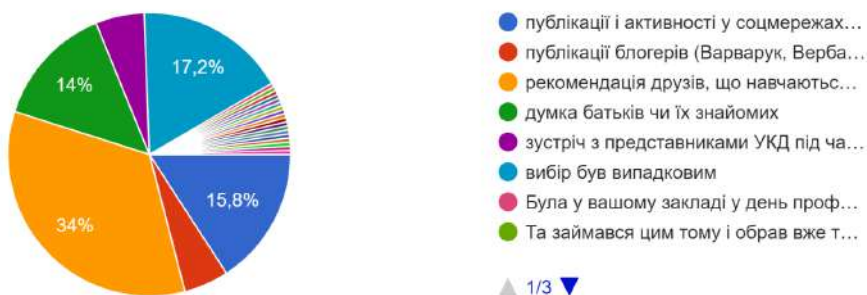 17,2%
14%
34%
15,8%
публікації і активності у соцмережах…
публікації блогерів (Варварук, Верба…
рекомендація друзів, що навчаютьс…
думка батьків чи їх знайомих
зустріч з представниками УКД під ча…
вибір був випадковим
Була у вашому закладі у день проф…
Та займався цим тому і обрав вже т…
1/3